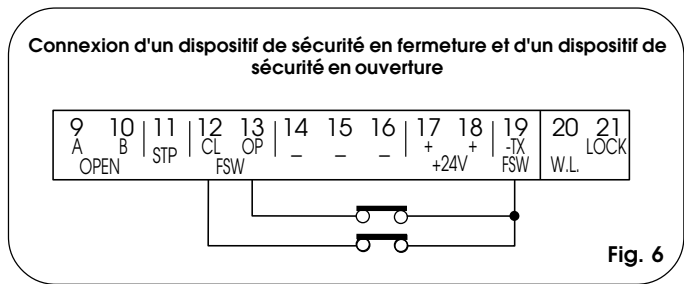 Connexion d'un dispositif de sécurité en fermeture et d'un dispositif de
sécurité en ouverture
9 10 11 12 13 14 15 16 17 18 19 20 21
A B STP CL OP _ _ _ + + -TX W.L. LOCK
OPEN FSW +24V FSW
Fig. 6